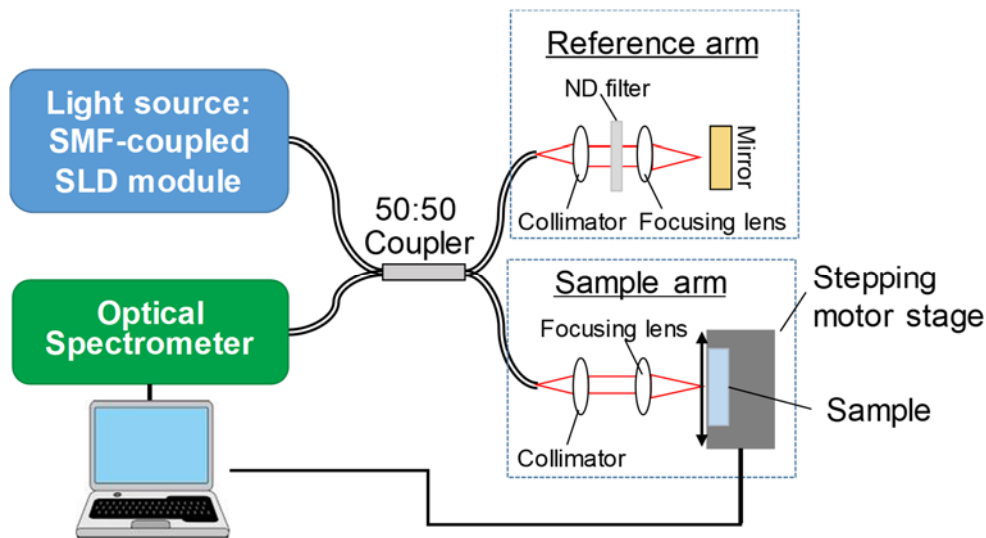 Light source:
SMF-coupled
SLD module
Optical
Spectrometer
50:50
Coupler
Reference arm
ND filter
Mirror
Collimator
Focusing lens
Sample arm
Focusing lens
Collimator
Stepping
motor stage
Sample